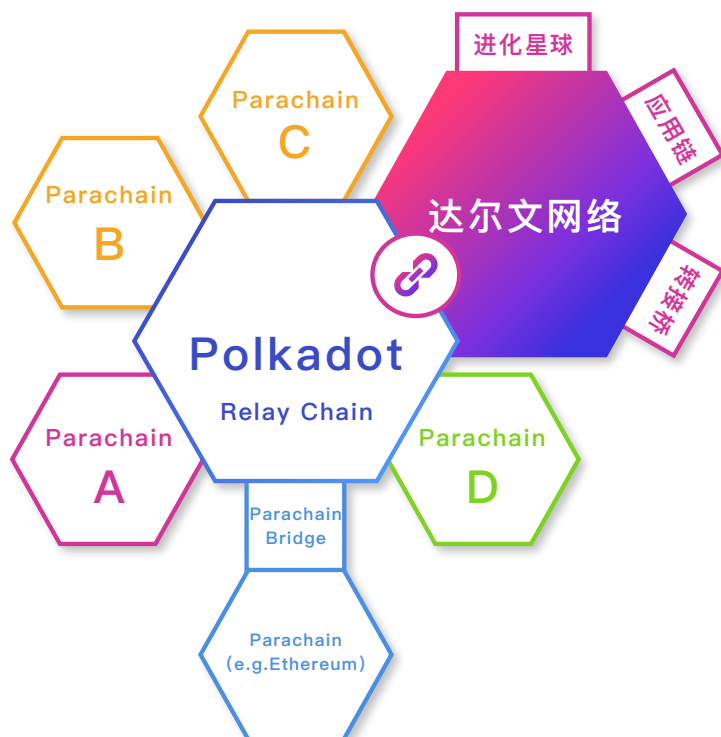 进化星球
应用链
Parachain
C
达尔文网络
Parachain
B
转接桥
Polkadot
Relay Chain
Parachain
A
Parachain
D
Parachain
Bridge
Parachain
(e.g.Ethereum)